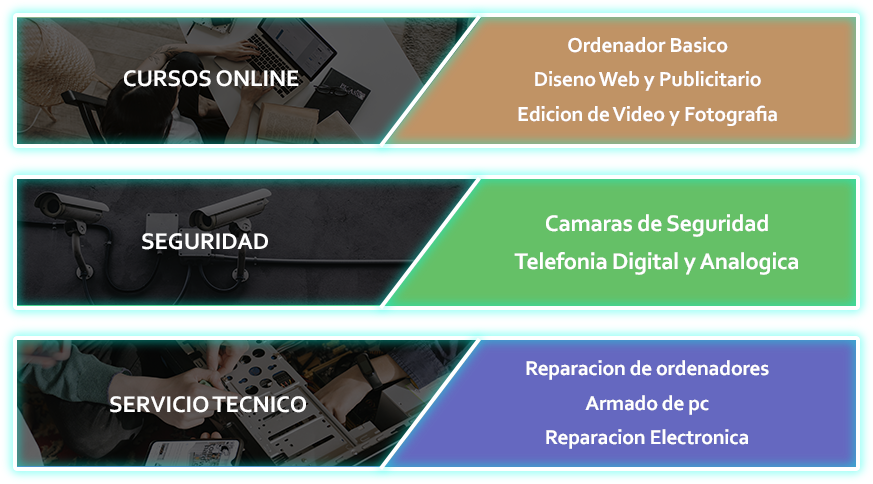 CURSOS ONLINE
Ordenador Basico
Diseno Web y Publicitario
Edicion de Video y Fotografia
SEGURIDAD
Camaras de Seguridad
Telefonia Digital y Analogica
SERVICIO TECNICO
Reparacion de ordenadores
Armado de pc
Reparacion Electronica